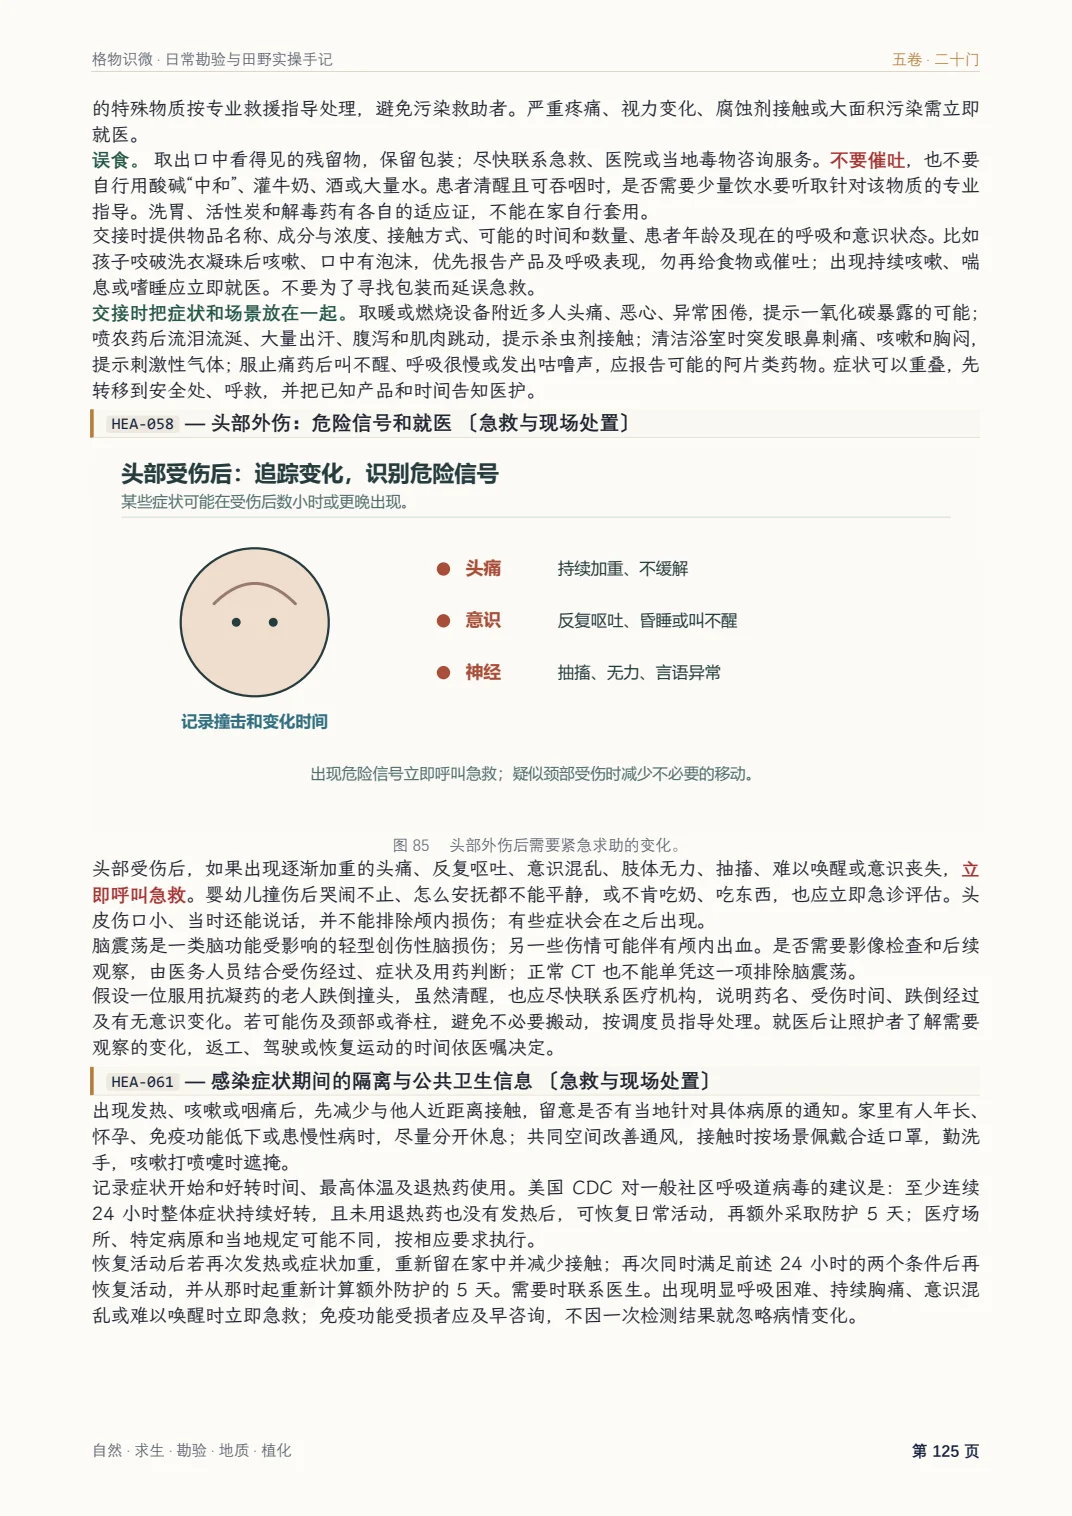 格物识微 · 日常勘验与田野实操手记
五卷 · 二十门
的特殊物质按专业救援指导处理，避免污染救助者。严重疼痛、视力变化、腐蚀剂接触或大面积污染需立即
就医。
误食。 取出口中看得见的残留物，保留包装；尽快联系急救、医院或当地毒物咨询服务。不要催吐，也不要
自行用酸碱“中和”、灌牛奶、酒或大量水。患者清醒且可吞咽时，是否需要少量饮水要听取针对该物质的专业
指导。洗胃、活性炭和解毒药有各自的适应证，不能在家自行套用。
交接时提供物品名称、成分与浓度、接触方式、可能的时间和数量、患者年龄及现在的呼吸和意识状态。比如
孩子咬破洗衣凝珠后咳嗽、口中有泡沫，优先报告产品及呼吸表现，勿再给食物或催吐；出现持续咳嗽、喘
息或嗜睡应立即就医。不要为了寻找包装而延误急救。
交接时把症状和场景放在一起。取暖或燃烧设备附近多人头痛、恶心、异常困倦，提示一氧化碳暴露的可能；
喷农药后流泪流涎、大量出汗、腹泻和肌肉跳动，提示杀虫剂接触；清洁浴室时突发眼鼻刺痛、咳嗽和胸闷，
提示刺激性气体；服止痛药后叫不醒、呼吸很慢或发出咕噜声，应报告可能的阿片类药物。症状可以重叠，先
转移到安全处、呼救，并把已知产品和时间告知医护。
HEA-058 — 头部外伤：危险信号和就医 〔急救与现场处置〕
头部受伤后：追踪变化，识别危险信号
某些症状可能在受伤后数小时或更晚出现。
头痛 持续加重、不缓解
意识 反复呕吐、昏睡或叫不醒
神经 抽搐、无力、言语异常
记录撞击和变化时间
出现危险信号立即呼叫急救；疑似颈部受伤时减少不必要的移动。
图 85 头部外伤后需要紧急求助的变化。
头部受伤后，如果出现逐渐加重的头痛、反复呕吐、意识混乱、肢体无力、抽搐、难以唤醒或意识丧失，立
即呼叫急救。婴幼儿撞伤后哭闹不止、怎么安抚都不能平静，或不肯吃奶、吃东西，也应立即急诊评估。头
皮伤口小、当时还能说话，并不能排除颅内损伤；有些症状会在之后出现。
脑震荡是一类脑功能受影响的轻型创伤性脑损伤；另一些伤情可能伴有颅内出血。是否需要影像检查和后续
观察，由医务人员结合受伤经过、症状及用药判断；正常 CT 也不能单凭这一项排除脑震荡。
假设一位服用抗凝药的老人跌倒撞头，虽然清醒，也应尽快联系医疗机构，说明药名、受伤时间、跌倒经过
及有无意识变化。若可能伤及颈部或脊柱，避免不必要搬动，按调度员指导处理。就医后让照护者了解需要
观察的变化，返工、驾驶或恢复运动的时间依医嘱决定。
HEA-061 — 感染症状期间的隔离与公共卫生信息 〔急救与现场处置〕
出现发热、咳嗽或咽痛后，先减少与他人近距离接触，留意是否有当地针对具体病原的通知。家里有人年长、
怀孕、免疫功能低下或患慢性病时，尽量分开休息；共同空间改善通风，接触时按场景佩戴合适口罩，勤洗
手，咳嗽打喷嚏时遮掩。
记录症状开始和好转时间、最高体温及退热药使用。美国 CDC 对一般社区呼吸道病毒的建议是：至少连续
24 小时整体症状持续好转，且未用退热药也没有发热后，可恢复日常活动，再额外采取防护 5 天；医疗场
所、特定病原和当地规定可能不同，按相应要求执行。
恢复活动后若再次发热或症状加重，重新留在家中并减少接触；再次同时满足前述 24 小时的两个条件后再
恢复活动，并从那时起重新计算额外防护的 5 天。需要时联系医生。出现明显呼吸困难、持续胸痛、意识混
乱或难以唤醒时立即急救；免疫功能受损者应及早咨询，不因一次检测结果就忽略病情变化。
自然 · 求生 · 勘验 · 地质 · 植化
第 125 页